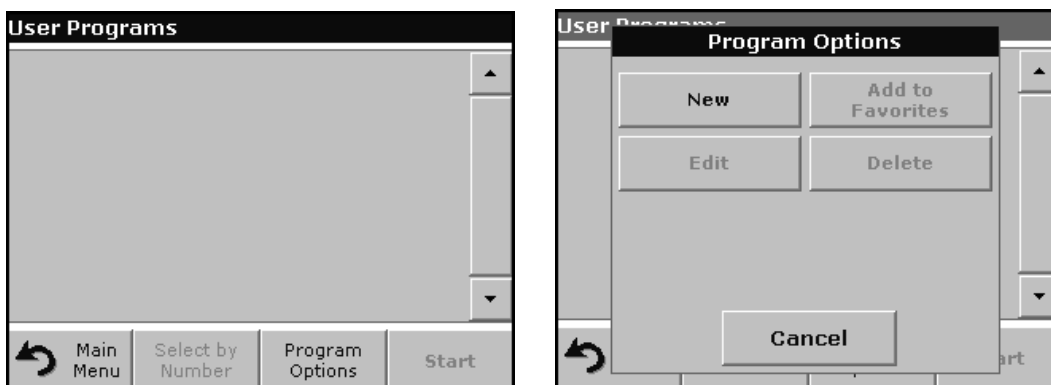 User Programs
Main
Menu
Select by
Number
Program
Options
Start
User
Program Options
New
Add to
Favorites
Edit
Delete
Cancel